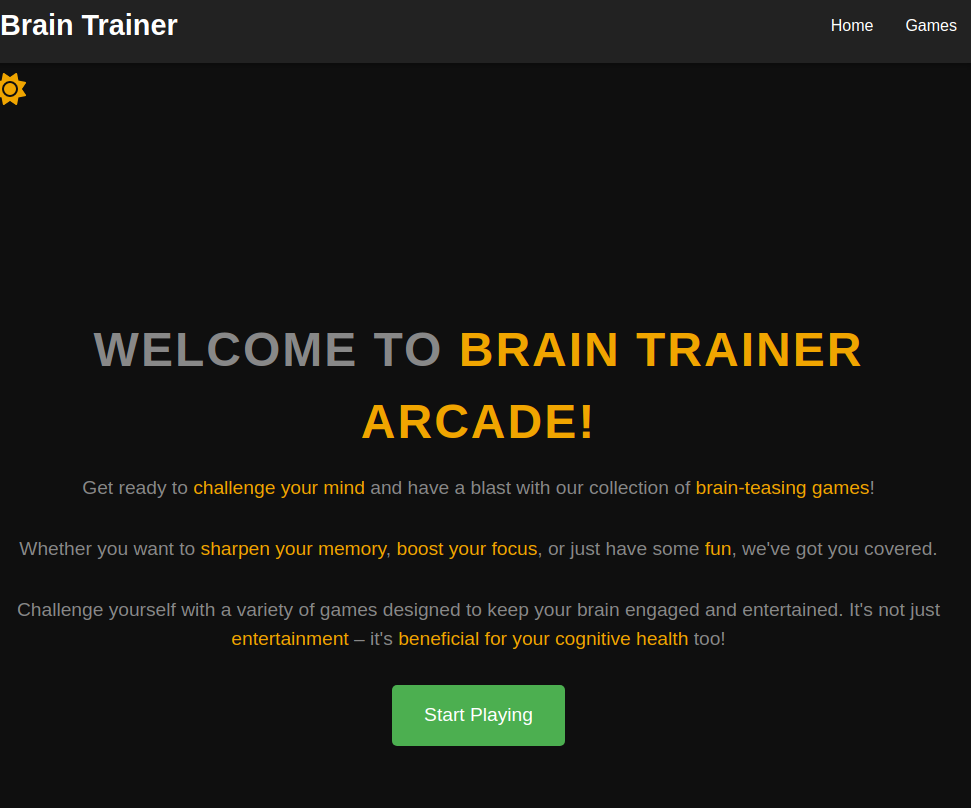 Brain Trainer
Home Games
WELCOME TO BRAIN TRAINER
ARCADE!
Get ready to challenge your mind and have a blast with our collection of brain-teasing games!
Whether you want to sharpen your memory, boost your focus, or just have some fun, we've got you covered.
Challenge yourself with a variety of games designed to keep your brain engaged and entertained. It's not just
entertainment – it's beneficial for your cognitive health too!
Start Playing